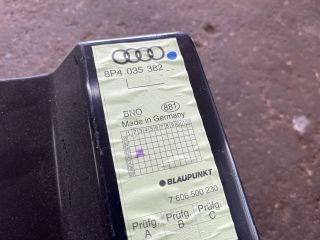 8P4 035 382
BNO
881
Made in Germany
BLAUPUNKT
7 606 500 230
Prüfg Prüfg Prüfg
A B C